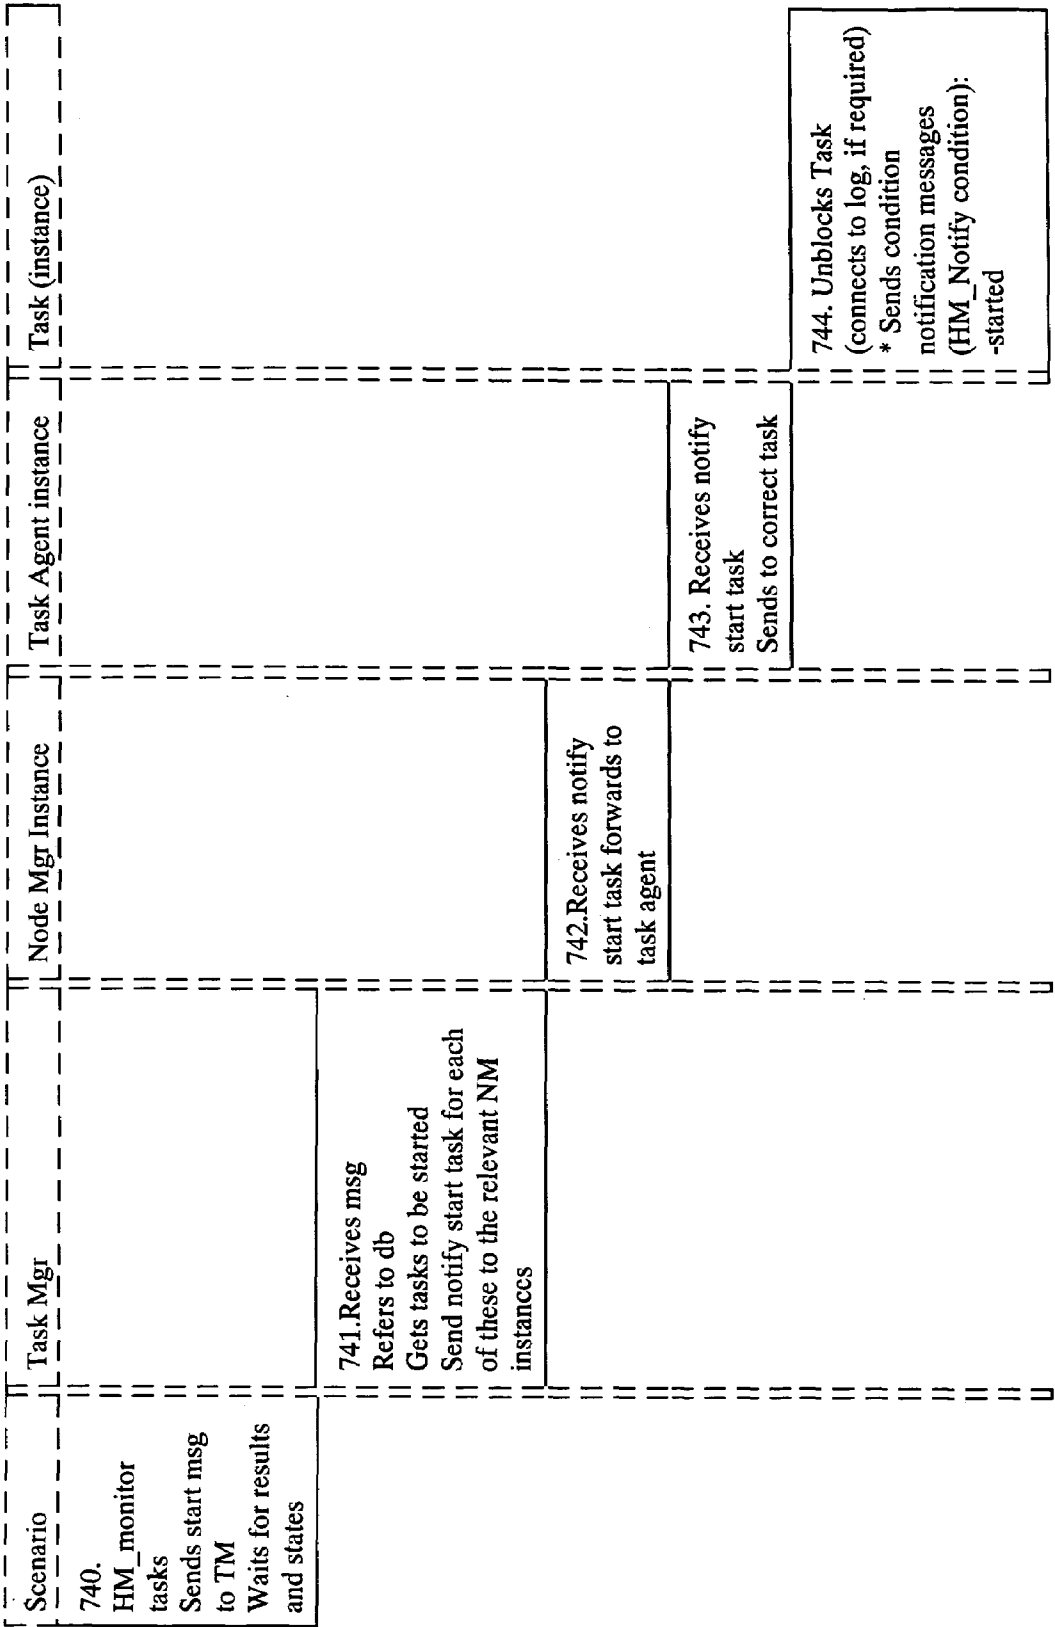 Scenario
Task Mgr
Node Mgr Instance
Task Agent instance
Task (instance)
740.
HM_monitor
tasks
Sends start msg
to TM
Waits for results
and states
741.Receives msg
Refers to db
Gets tasks to be started
Send notify start task for each
of these to the relevant NM
instances
742.Receives notify
start task forwards to
task agent
743. Receives notify
start task
Sends to correct task
744. Unblocks Task
(connects to log, if required)
* Sends condition
notification messages
(HM_Notify condition):
-started